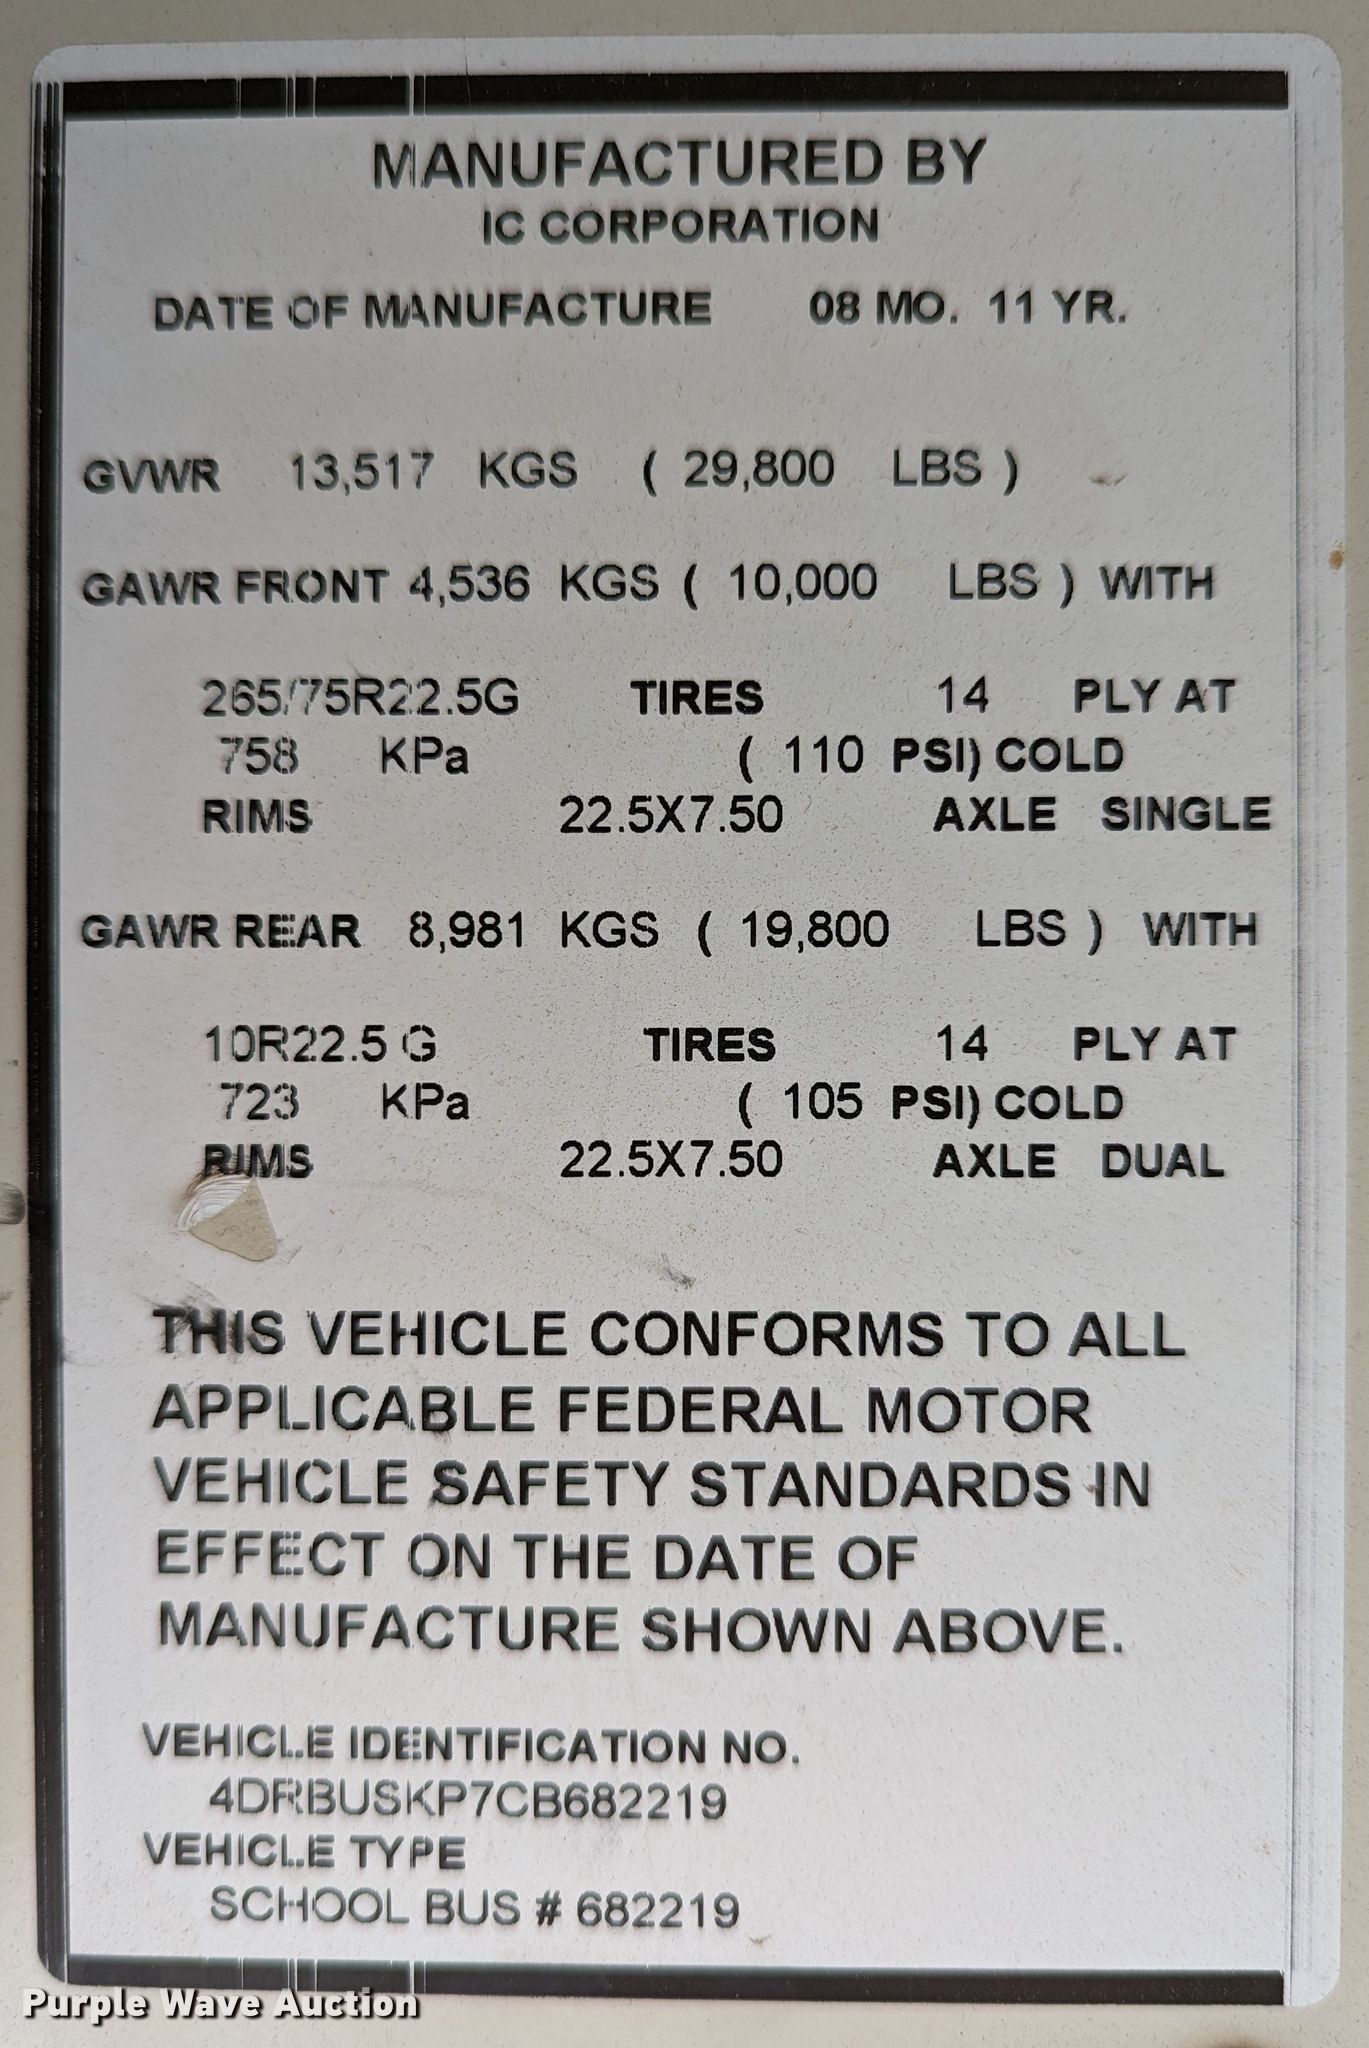 MANUFACTURED BY
IC CORPORATION
DATE OF MANUFACTURE 08 MO. 11 YR.
GVWR 13,517 KGS ( 29,800 LBS )
GAWR FRONT 4,536 KGS ( 10,000 LBS ) WITH
265/75R22.5G TIRES 14 PLY AT
758 KPa ( 110 PSI) COLD
RIMS 22.5X7.50 AXLE SINGLE
GAWR REAR 8,981 KGS ( 19,800 LBS ) WITH
10R22.5 G TIRES 14 PLY AT
723 KPa ( 105 PSI) COLD
RIMS 22.5X7.50 AXLE DUAL
THIS VEHICLE CONFORMS TO ALL
APPLICABLE FEDERAL MOTOR
VEHICLE SAFETY STANDARDS IN
EFFECT ON THE DATE OF
MANUFACTURE SHOWN ABOVE.
VEHICLE IDENTIFICATION NO.
4DRBUSKP7CB682219
VEHICLE TYPE
SCHOOL BUS # 682219
Purple Wave Auction